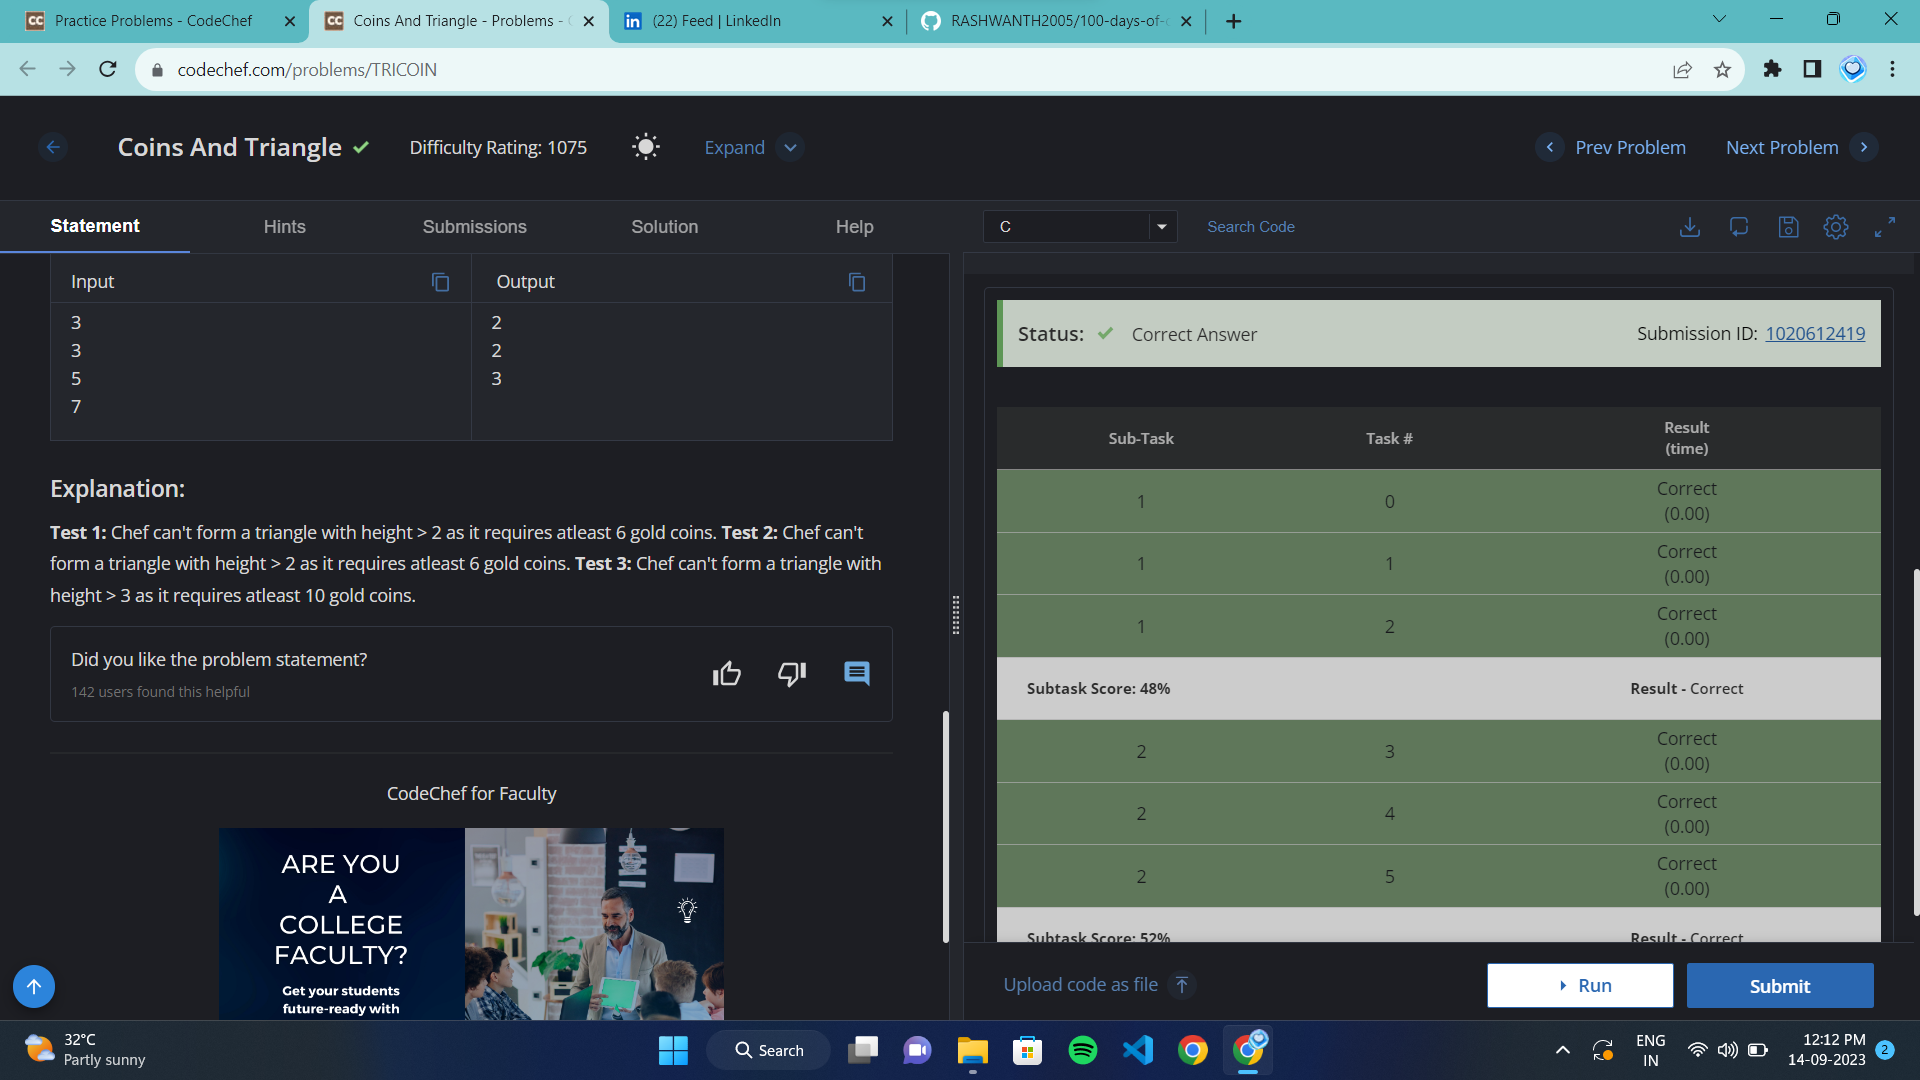 Practice Problems - CodeChef
Coins And Triangle - Problems -
(22) Feed | LinkedIn
RASHWANTH2005/100-days-of-
codechef.com/problems/TRICOIN
Coins And Triangle
Difficulty Rating: 1075
Expand
Prev Problem
Next Problem
Statement
Hints
Submissions
Solution
Help
C
Search Code
Input
Output
3
3
5
7
2
2
3
Explanation:
Test 1: Chef can't form a triangle with height > 2 as it requires atleast 6 gold coins. Test 2: Chef can't
form a triangle with height > 2 as it requires atleast 6 gold coins. Test 3: Chef can't form a triangle with
height > 3 as it requires atleast 10 gold coins.
Did you like the problem statement?
142 users found this helpful
CodeChef for Faculty
ARE YOU
A
COLLEGE
FACULTY?
Get your students
future-ready with
Status: Correct Answer
Submission ID: 1020612419
Sub-Task Task # Result
(time)
1 0 Correct
(0.00)
1 1 Correct
(0.00)
1 2 Correct
(0.00)
Subtask Score: 48% Result - Correct
2 3 Correct
(0.00)
2 4 Correct
(0.00)
2 5 Correct
(0.00)
Subtask Score: 52% Result - Correct
Upload code as file
Run
Submit
32°C
Partly sunny
Search
ENG
IN
12:12 PM
14-09-2023
2